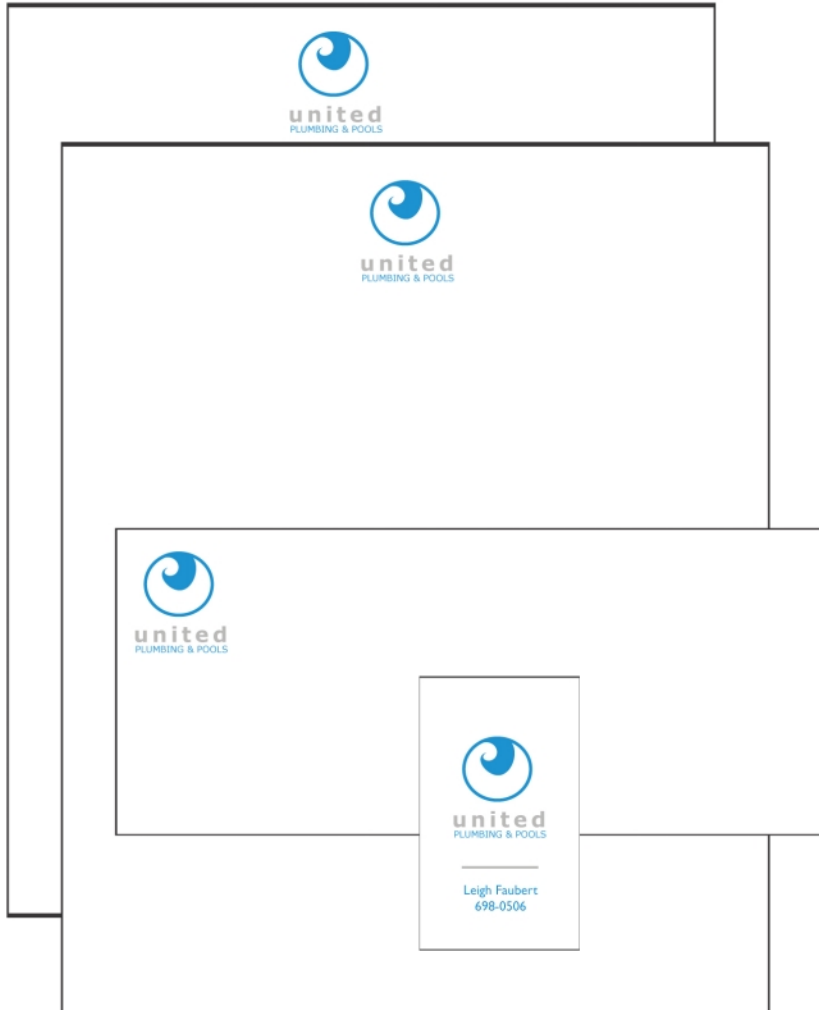 united
PLUMBING & POOLS
united
PLUMBING & POOLS
united
PLUMBING & POOLS
united
PLUMBING & POOLS
Leigh Faubert
698-0506